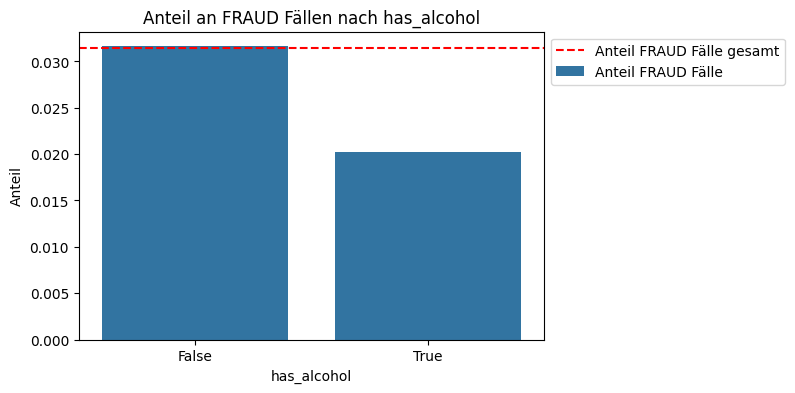 Anteil an FRAUD Fällen nach has_alcohol
Anteil FRAUD Fälle gesamt
Anteil FRAUD Fälle
Anteil
0.030
0.025
0.020
0.015
0.010
0.005
0.000
False
True
has_alcohol